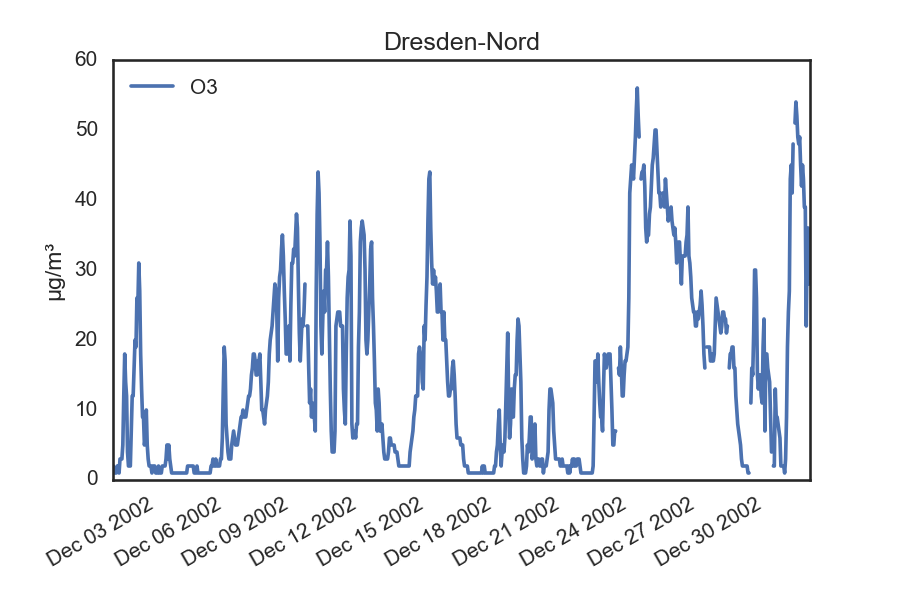 Dresden-Nord
O3
µg/m³
60
50
40
30
20
10
0
Dec 03 2002
Dec 06 2002
Dec 09 2002
Dec 12 2002
Dec 15 2002
Dec 18 2002
Dec 21 2002
Dec 24 2002
Dec 27 2002
Dec 30 2002